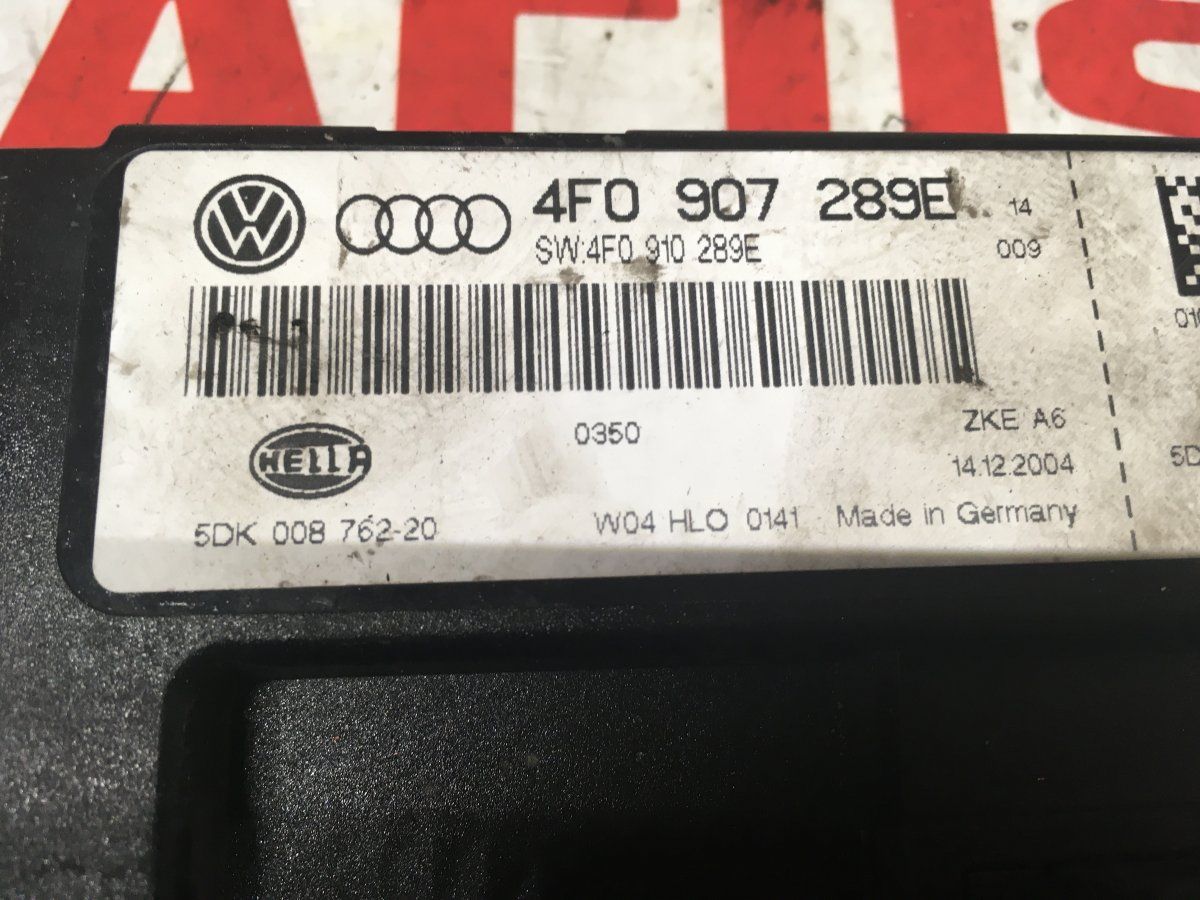 4F0 907 289E 14
SW:4F0 910 289E 009
0350
ZKE A6
14.12.2004
HELLA
5DK 008 762-20
W04 HLO 0141 Made in Germany